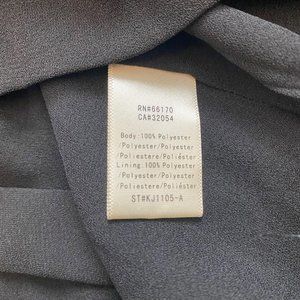 RN#66170
CA#32054
Body:100% Polyester
/Polyester/Polyester
/Poliestere/Poliéster
Lining:100% Polyester
/Polyester/Polyester
/Poliestere/Poliéster
ST#KJ1105-A